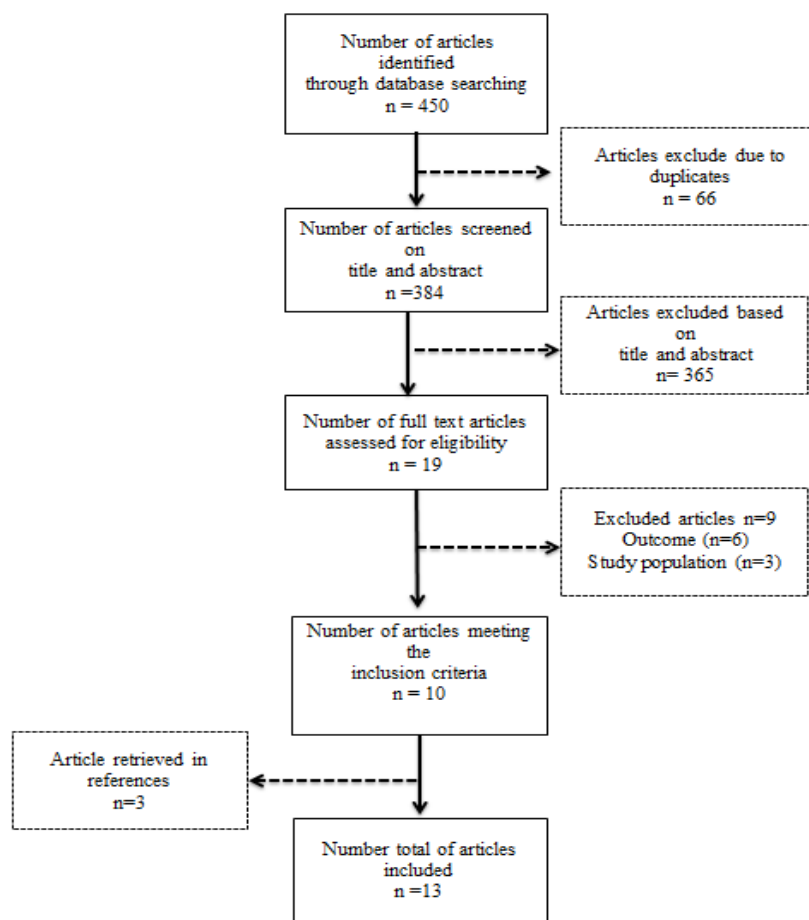 Number of articles
identified
through database searching
n = 450
Articles exclude due to
duplicates
n = 66
Number of articles screened
on
title and abstract
n =384
Articles excluded based
on
title and abstract
n= 365
Number of full text articles
assessed for eligibility
n = 19
Excluded articles n=9
Outcome (n=6)
Study population (n=3)
Number of articles meeting
the
inclusion criteria
n = 10
Article retrieved in
references
n=3
Number total of articles
included
n =13